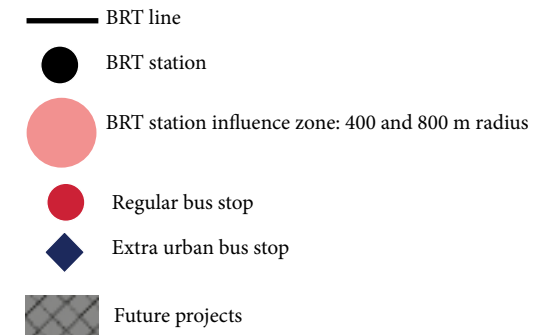 BRT line
BRT station
BRT station influence zone: 400 and 800 m radius
Regular bus stop
Extra urban bus stop
Future projects